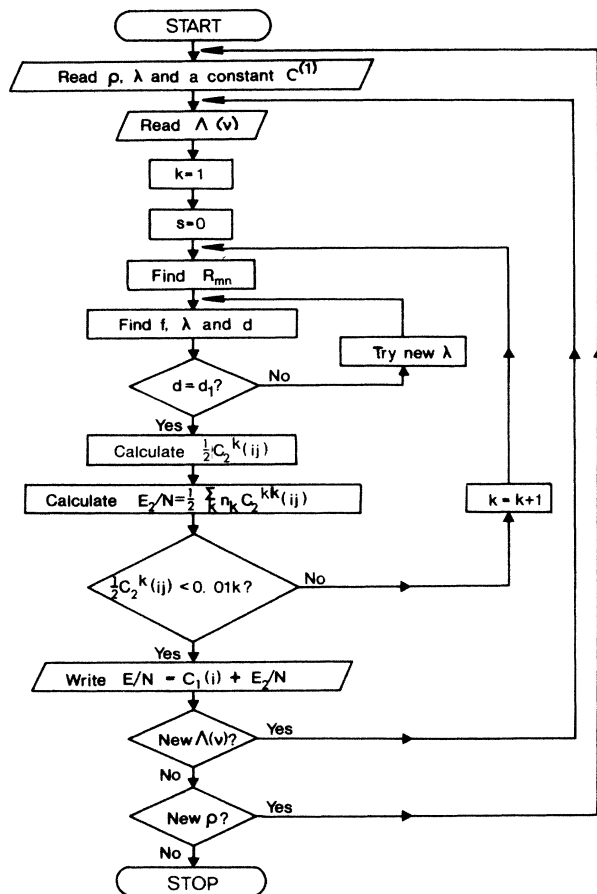 START
Read ρ, λ and a constant C⁽¹⁾
Read Λ (ν)
k=1
s=0
Find Rₘₙ
Find f, λ and d
Try new λ
d = d₁?
No
Yes
Calculate ½C₂ᵏ(ij)
Calculate E₂/N=½ Σₖ nₖ C₂ᵏᵏ(ij)
k = k+1
½C₂ᵏ(ij) < 0. 01k?
No
Yes
Write E/N = C₁(i) + E₂/N
New Λ(ν)?
Yes
No
New ρ?
Yes
No
STOP